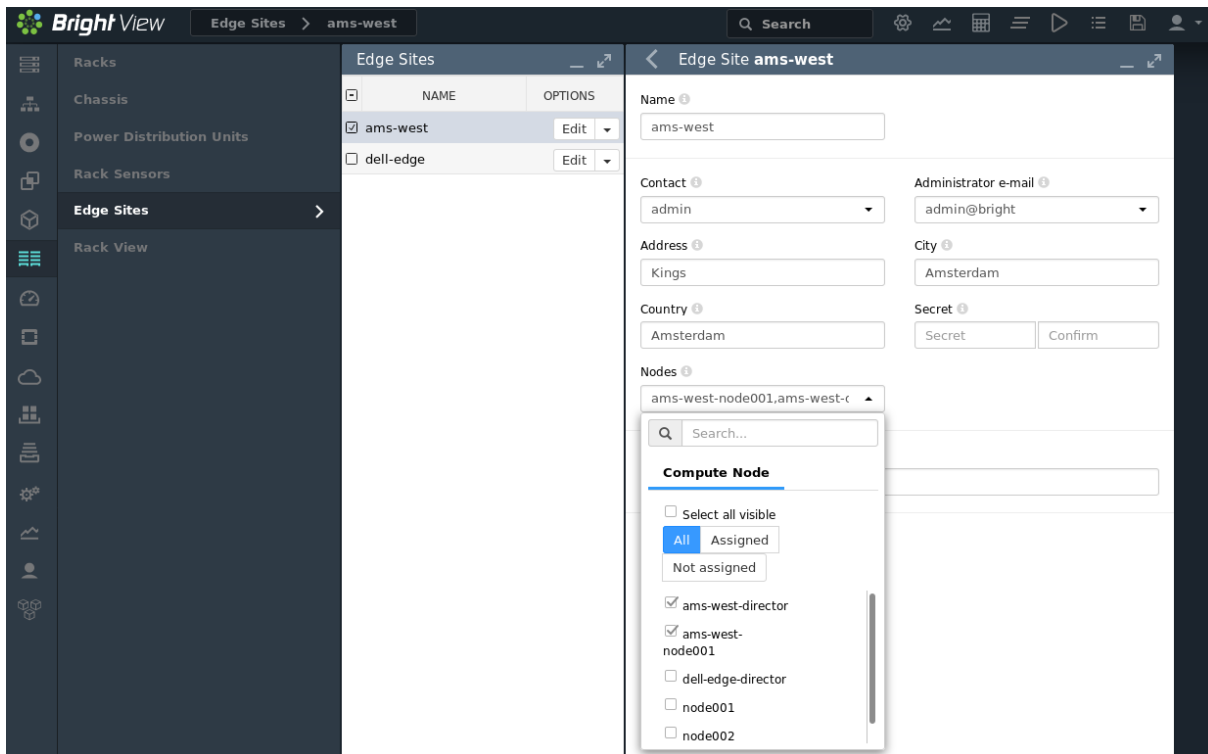 Bright View
Edge Sites > ams-west
Search
Racks
Chassis
Power Distribution Units
Rack Sensors
Edge Sites
Rack View
Edge Sites
NAME OPTIONS
ams-west Edit
dell-edge Edit
Edge Site ams-west
Name
ams-west
Contact Administrator e-mail
admin admin@bright
Address City
Kings Amsterdam
Country Secret
Amsterdam Secret Confirm
Nodes
ams-west-node001,ams-west-
Search...
Compute Node
Select all visible
All Assigned
Not assigned
ams-west-director
ams-west-
node001
dell-edge-director
node001
node002